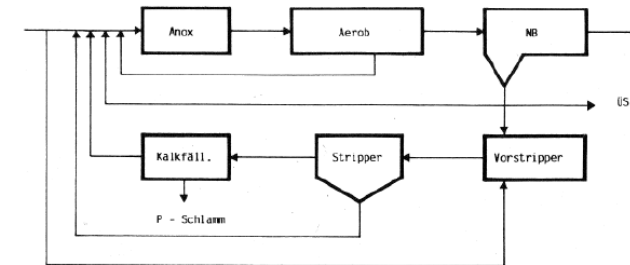 Anox
Aerob
NB
ÜS
Kalkfäll.
Stripper
Vorstripper
P - Schlamm